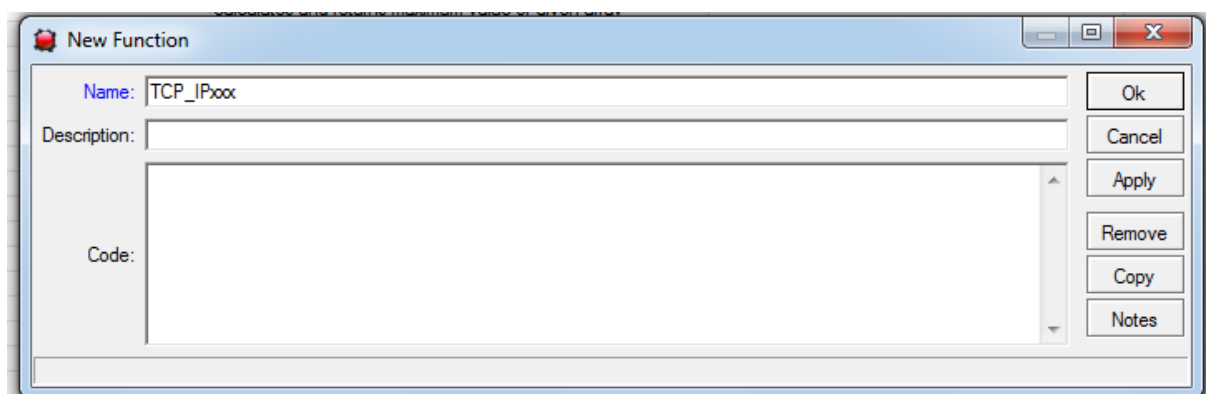 New Function
Name: TCP_IPxxx
Ok
Description:
Cancel
Code:
Apply
Remove
Copy
Notes